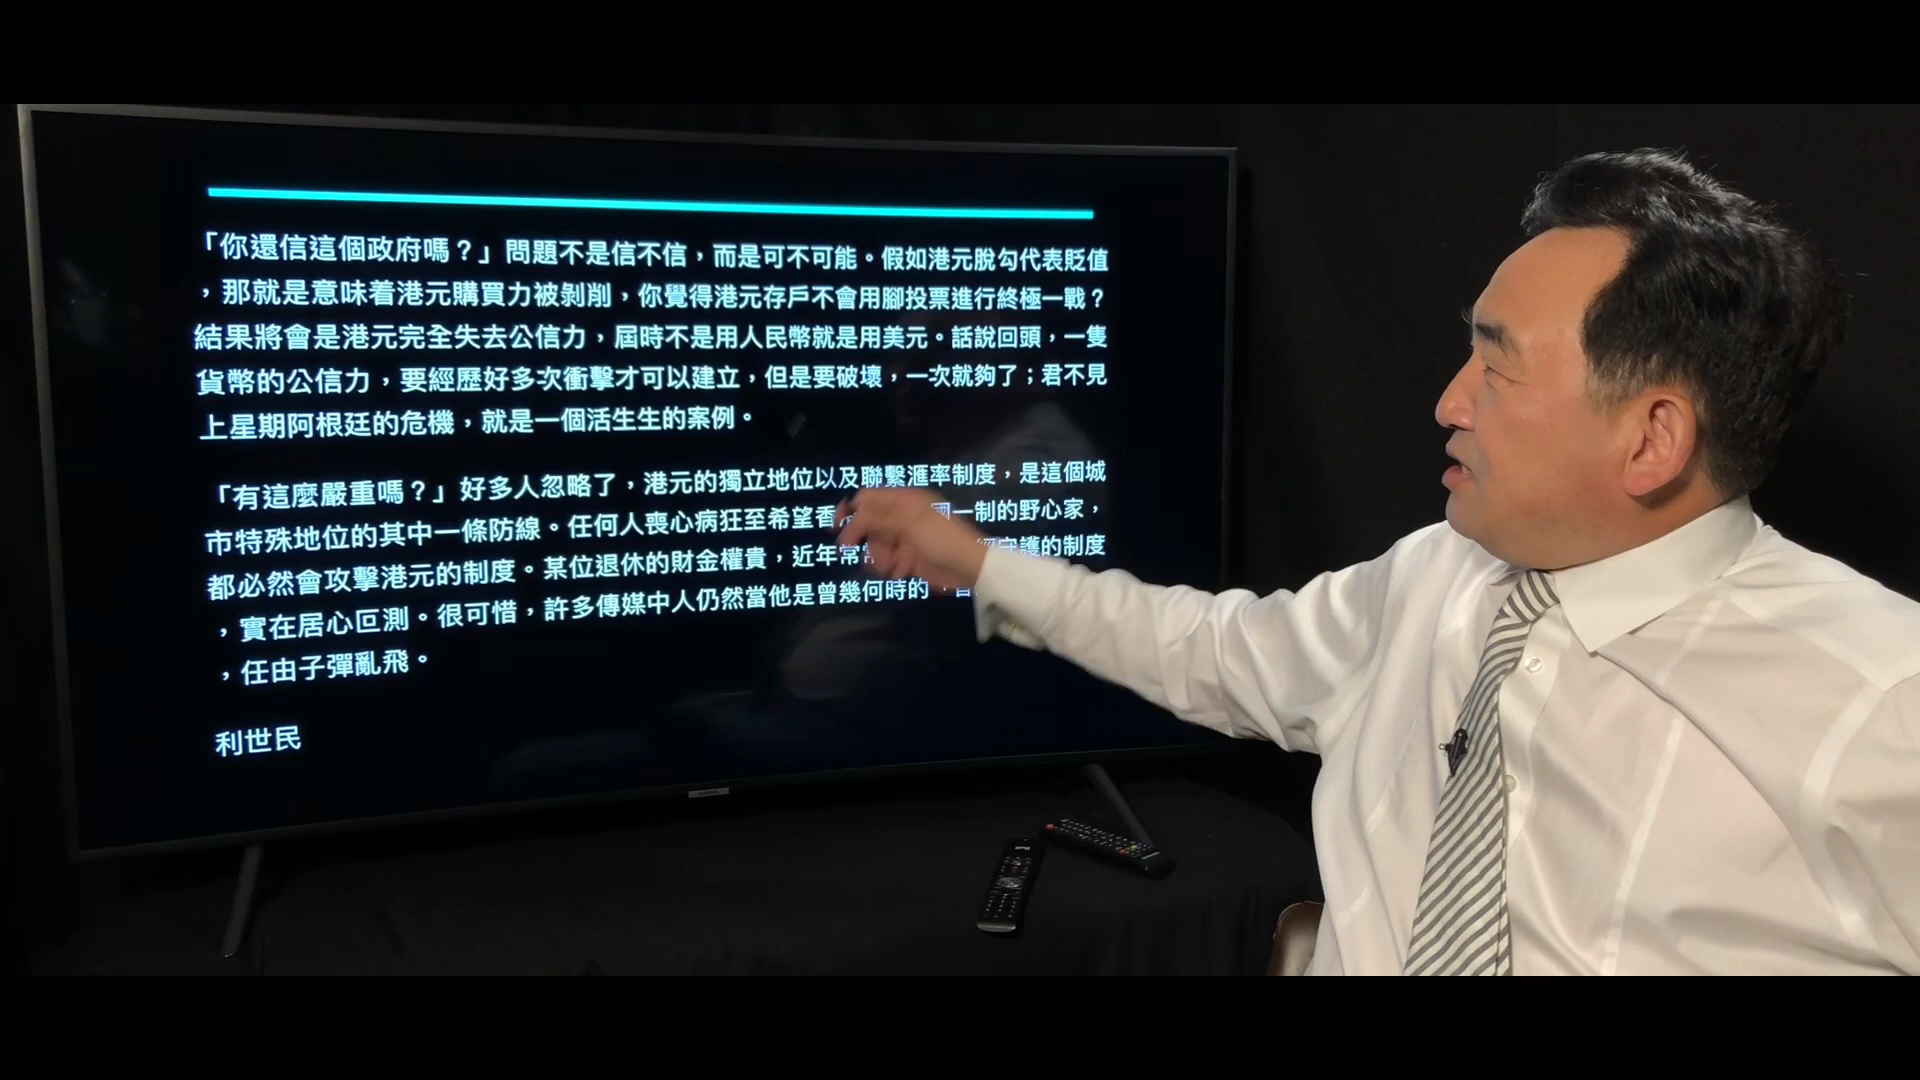 「你還信這個政府嗎？」問題不是信不信，而是可不可能。假如港元脫勾代表貶值
，那就是意味着港元購買力被剝削，你覺得港元存戶不會用腳投票進行終極一戰？
結果將會是港元完全失去公信力，屆時不是用人民幣就是用美元。話說回頭，一隻
貨幣的公信力，要經歷好多次衝擊才可以建立，但是要破壞，一次就夠了；君不見
上星期阿根廷的危機，就是一個活生生的案例。
「有這麼嚴重嗎？」好多人忽略了，港元的獨立地位以及聯繫滙率制度，是這個城
市特殊地位的其中一條防線。任何人喪心病狂至希望香 國一制的野心家，
都必然會攻擊港元的制度。某位退休的財金權貴，近年常 守護的制度
，實在居心叵測。很可惜，許多傳媒中人仍然當他是曾幾何時的「
，任由子彈亂飛。
利世民